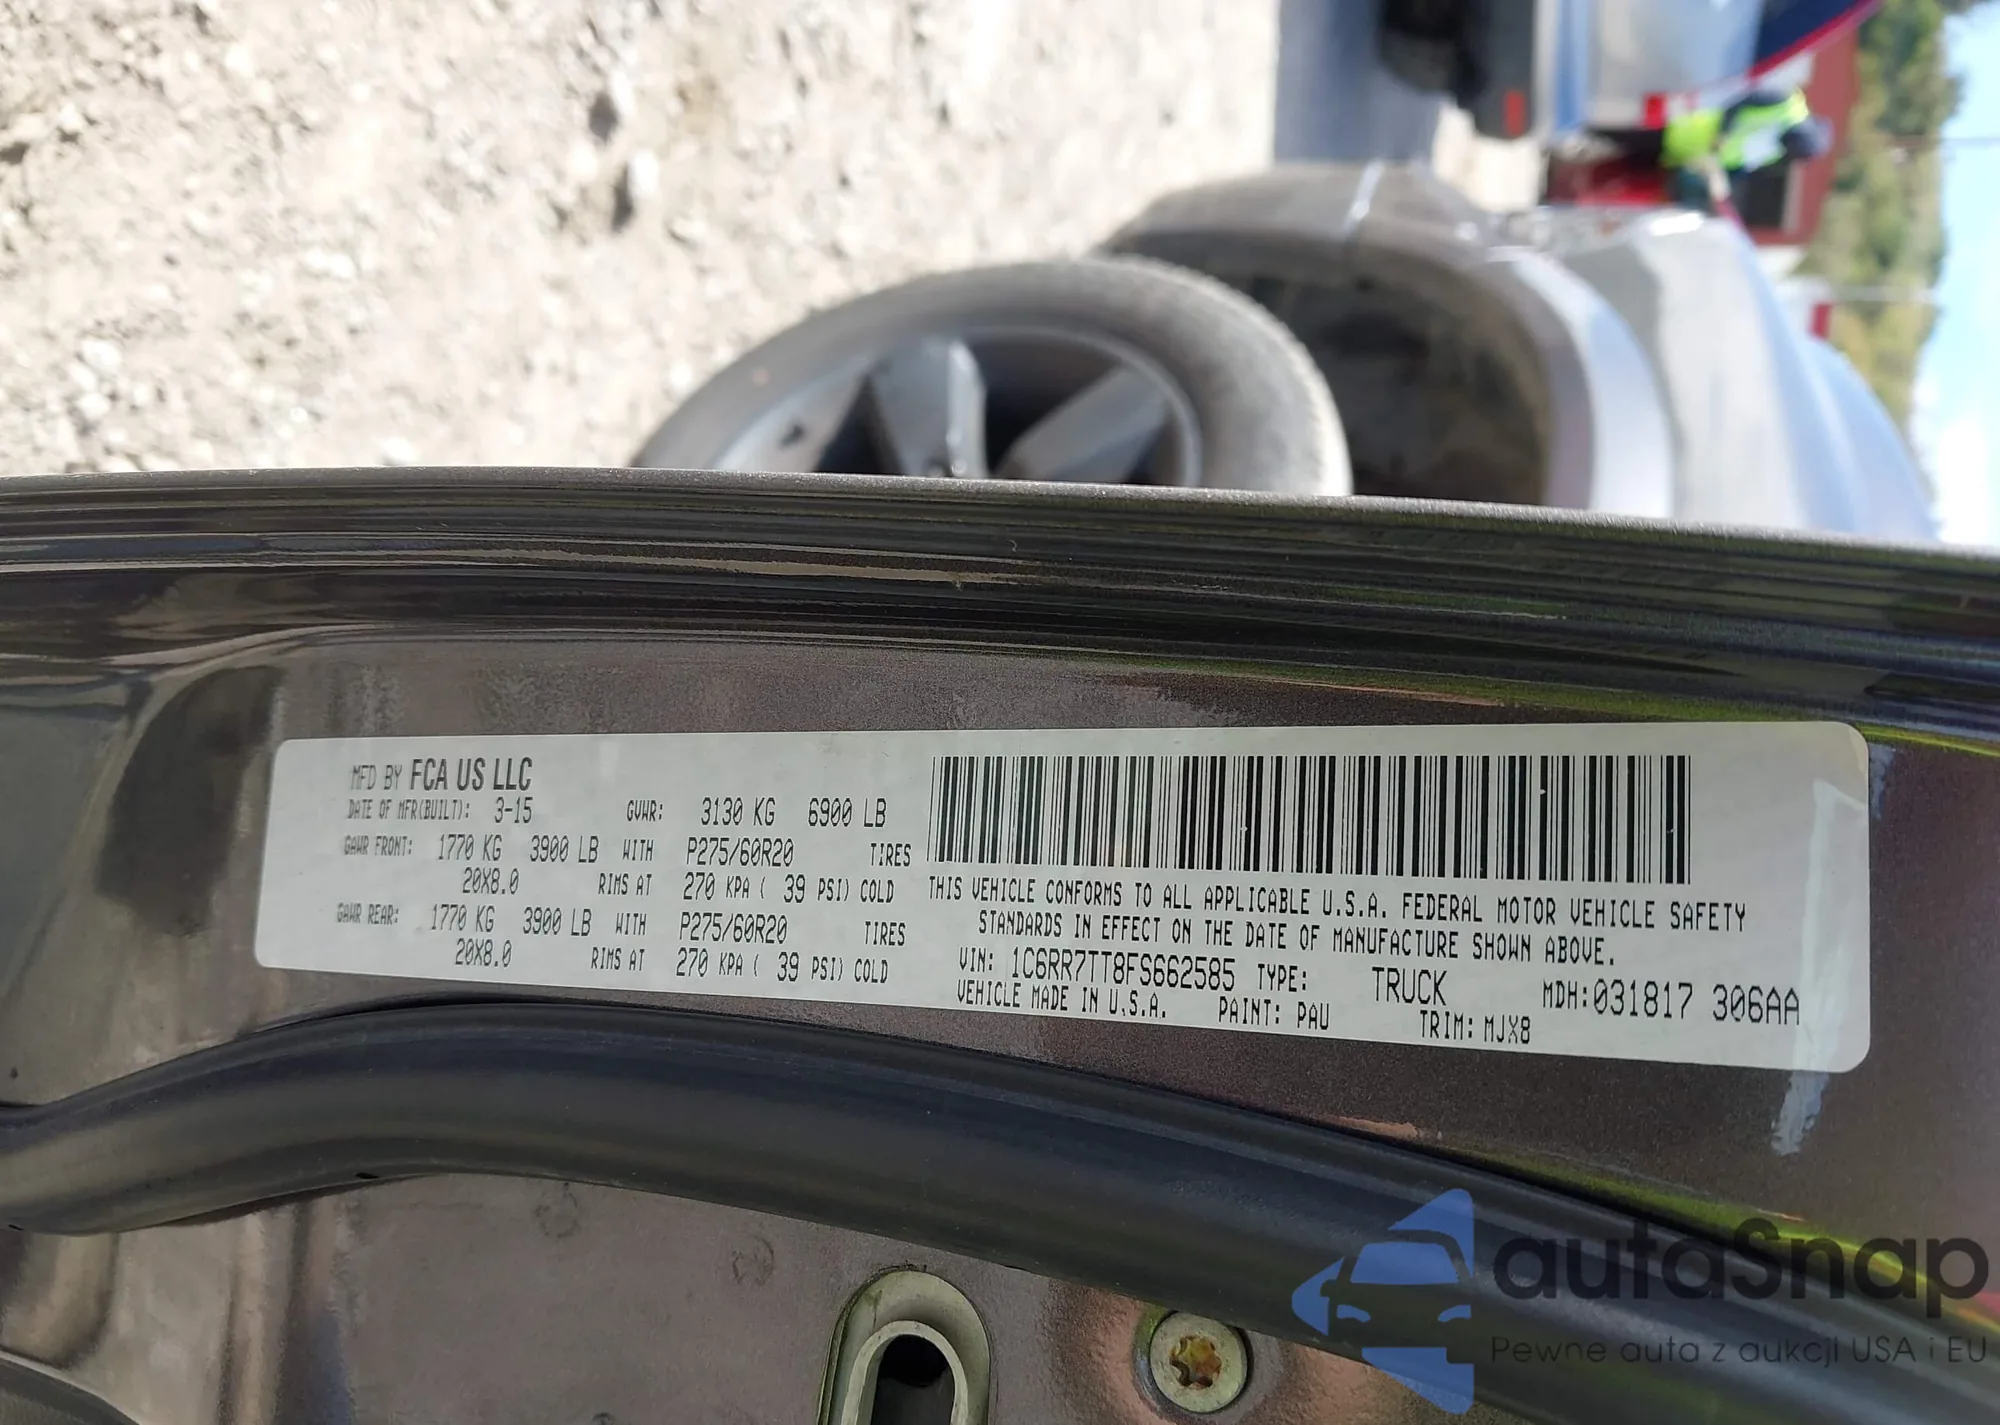 MFD BY FCA US LLC
DATE OF MFR(BUILT): 3-15 GVWR: 3130 KG 6900 LB
GAWR FRONT: 1770 KG 3900 LB WITH P275/60R20 TIRES
20X8.0 RIMS AT 270 KPA ( 39 PSI) COLD
GAWR REAR: 1770 KG 3900 LB WITH P275/60R20 TIRES
20X8.0 RIMS AT 270 KPA ( 39 PSI) COLD
THIS VEHICLE CONFORMS TO ALL APPLICABLE U.S.A. FEDERAL MOTOR VEHICLE SAFETY
STANDARDS IN EFFECT ON THE DATE OF MANUFACTURE SHOWN ABOVE.
VIN: 1C6RR7TT8FS662585 TYPE: TRUCK MDH:031817 306AA
VEHICLE MADE IN U.S.A. PAINT: PAU TRIM: MJX8
autaSnap
Pewne auta z aukcji USA i EU